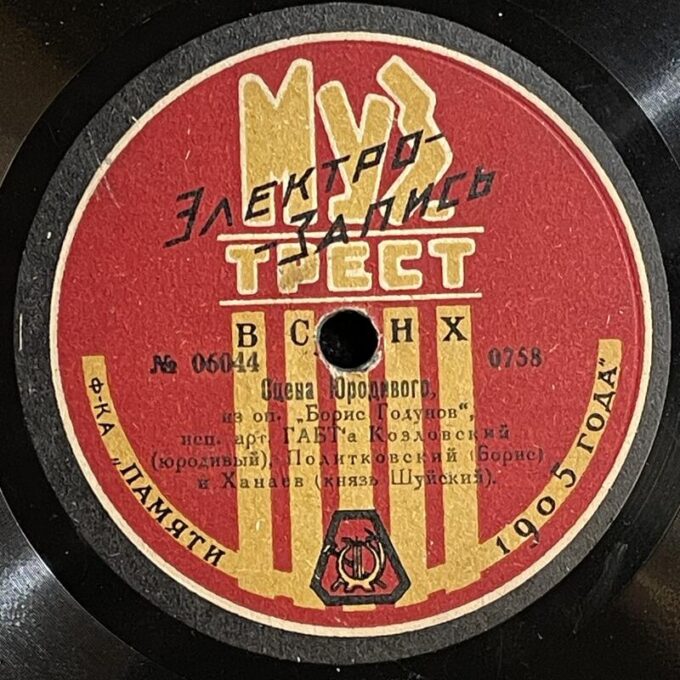 Муз
ЭЛЕКТРО-
-ЗАПИСЬ
ТРЕСТ
ВСНХ
№ 06044 0758
Сцена Юродивого,
из оп. „Борис Годунов“,
исп. арт. ГАБТ'а Козловский
(юродивый), Политковский (Борис)
и Ханаев (князь Шуйский).
Ф-КА „ПАМЯТИ 1905 ГОДА“